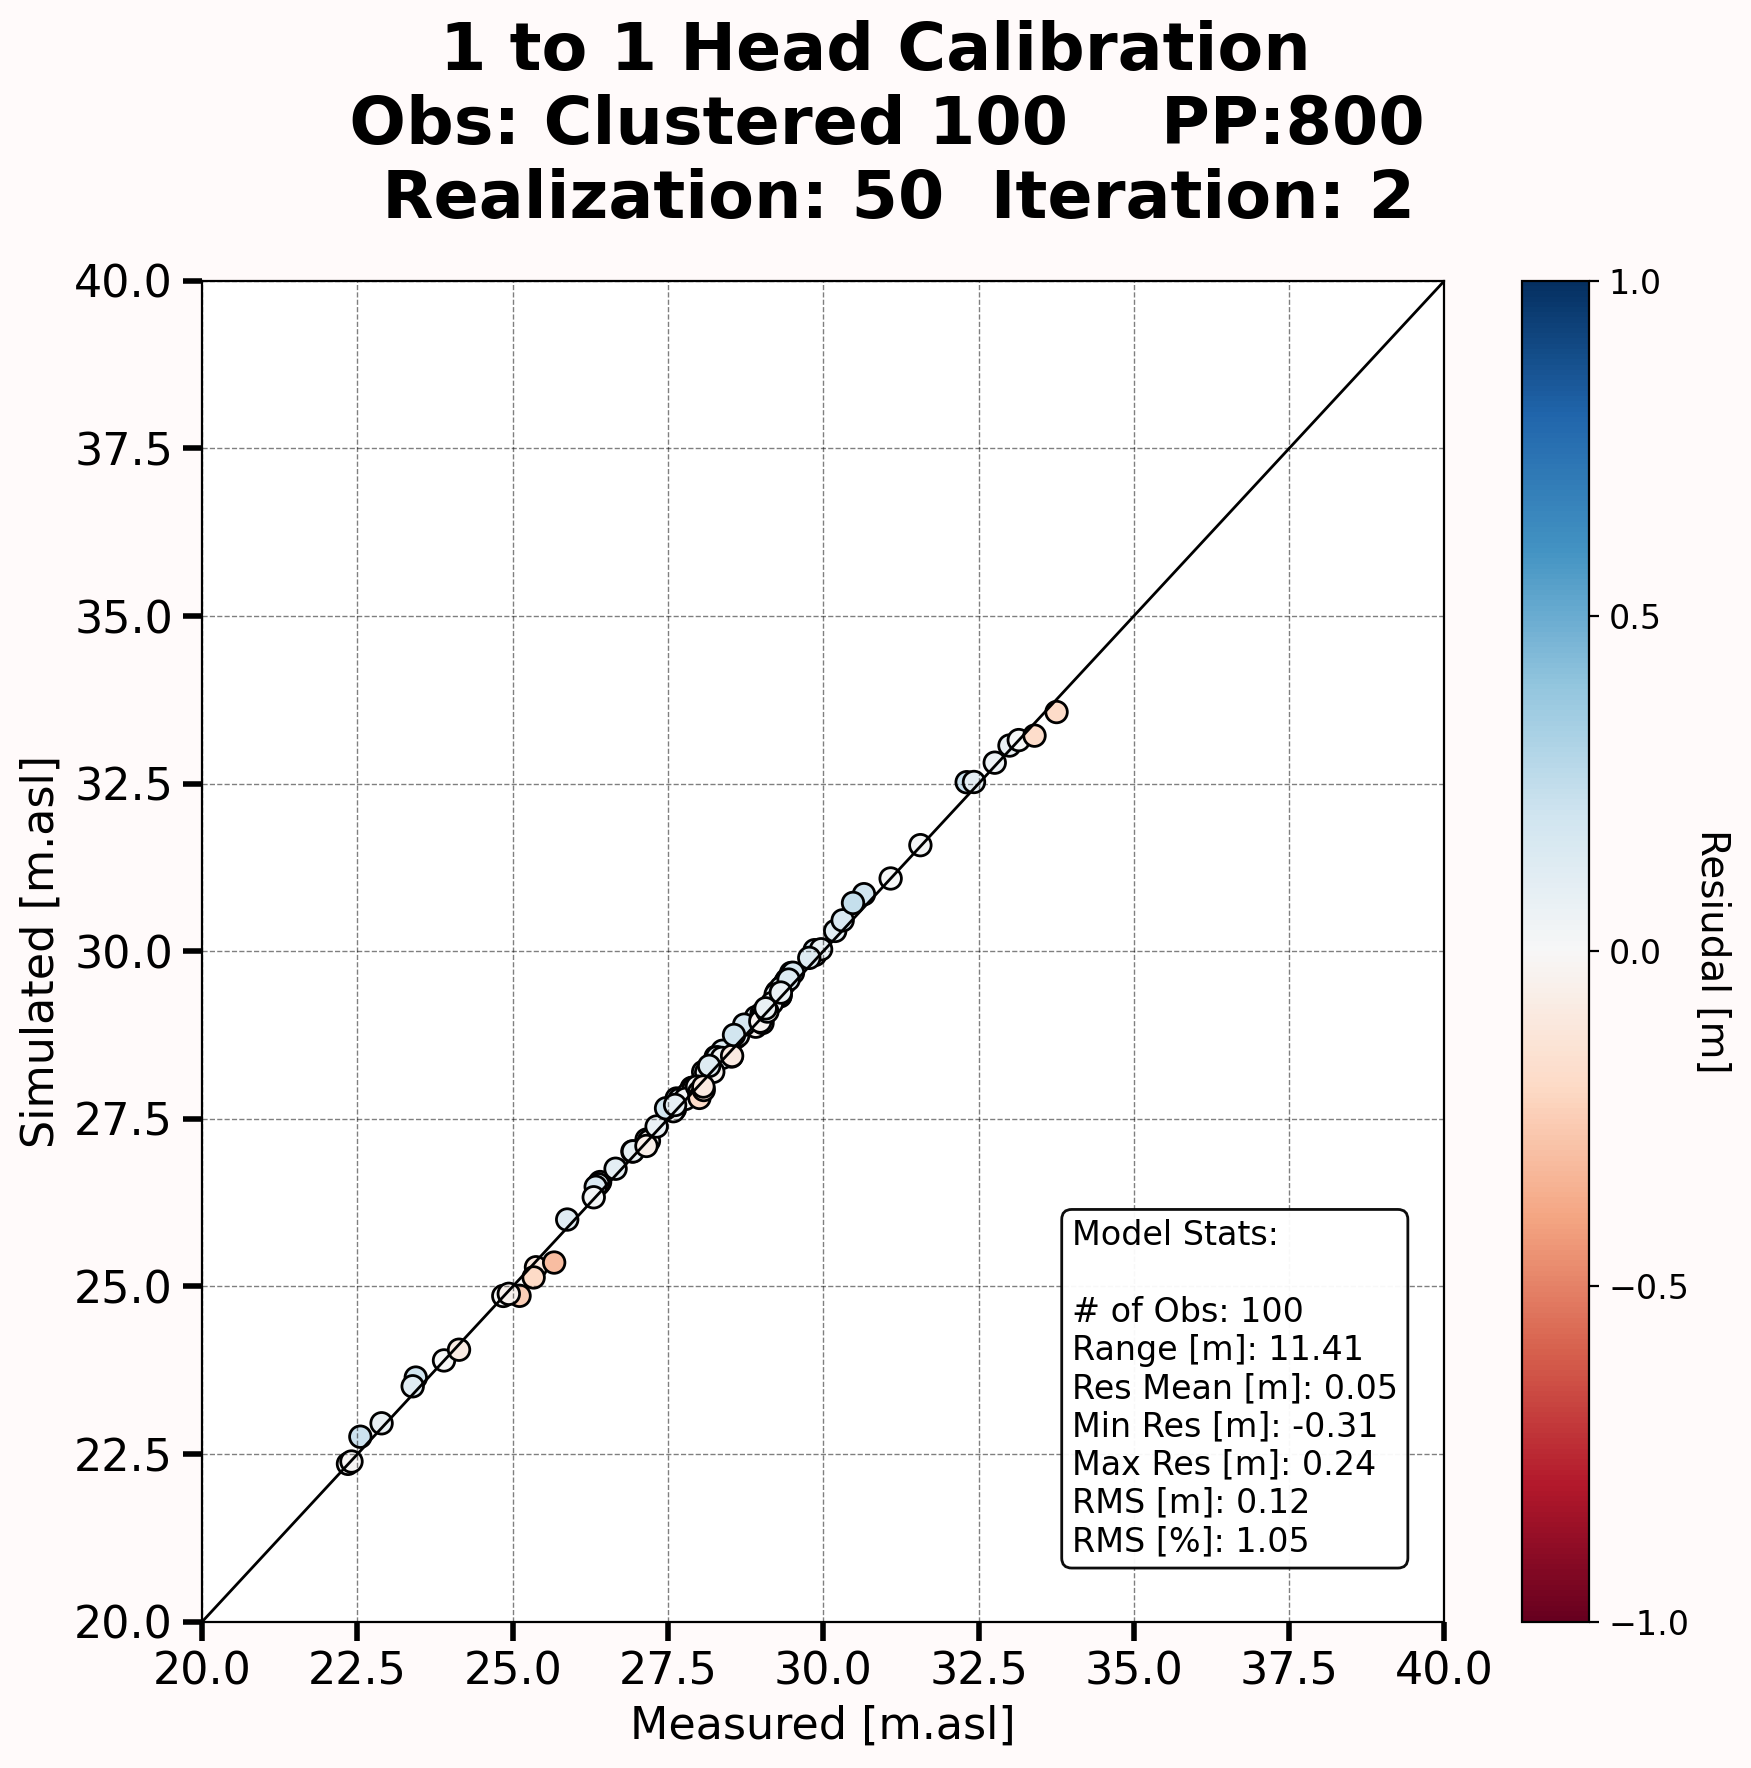 1 to 1 Head Calibration
Obs: Clustered 100 PP:800
Realization: 50 Iteration: 2
40.0
37.5
35.0
32.5
30.0
27.5
25.0
22.5
20.0
Simulated [m.asl]
20.0 22.5 25.0 27.5 30.0 32.5 35.0 37.5 40.0
Measured [m.asl]
Model Stats:
# of Obs: 100
Range [m]: 11.41
Res Mean [m]: 0.05
Min Res [m]: -0.31
Max Res [m]: 0.24
RMS [m]: 0.12
RMS [%]: 1.05
1.0
0.5
0.0
−0.5
−1.0
Resiudal [m]